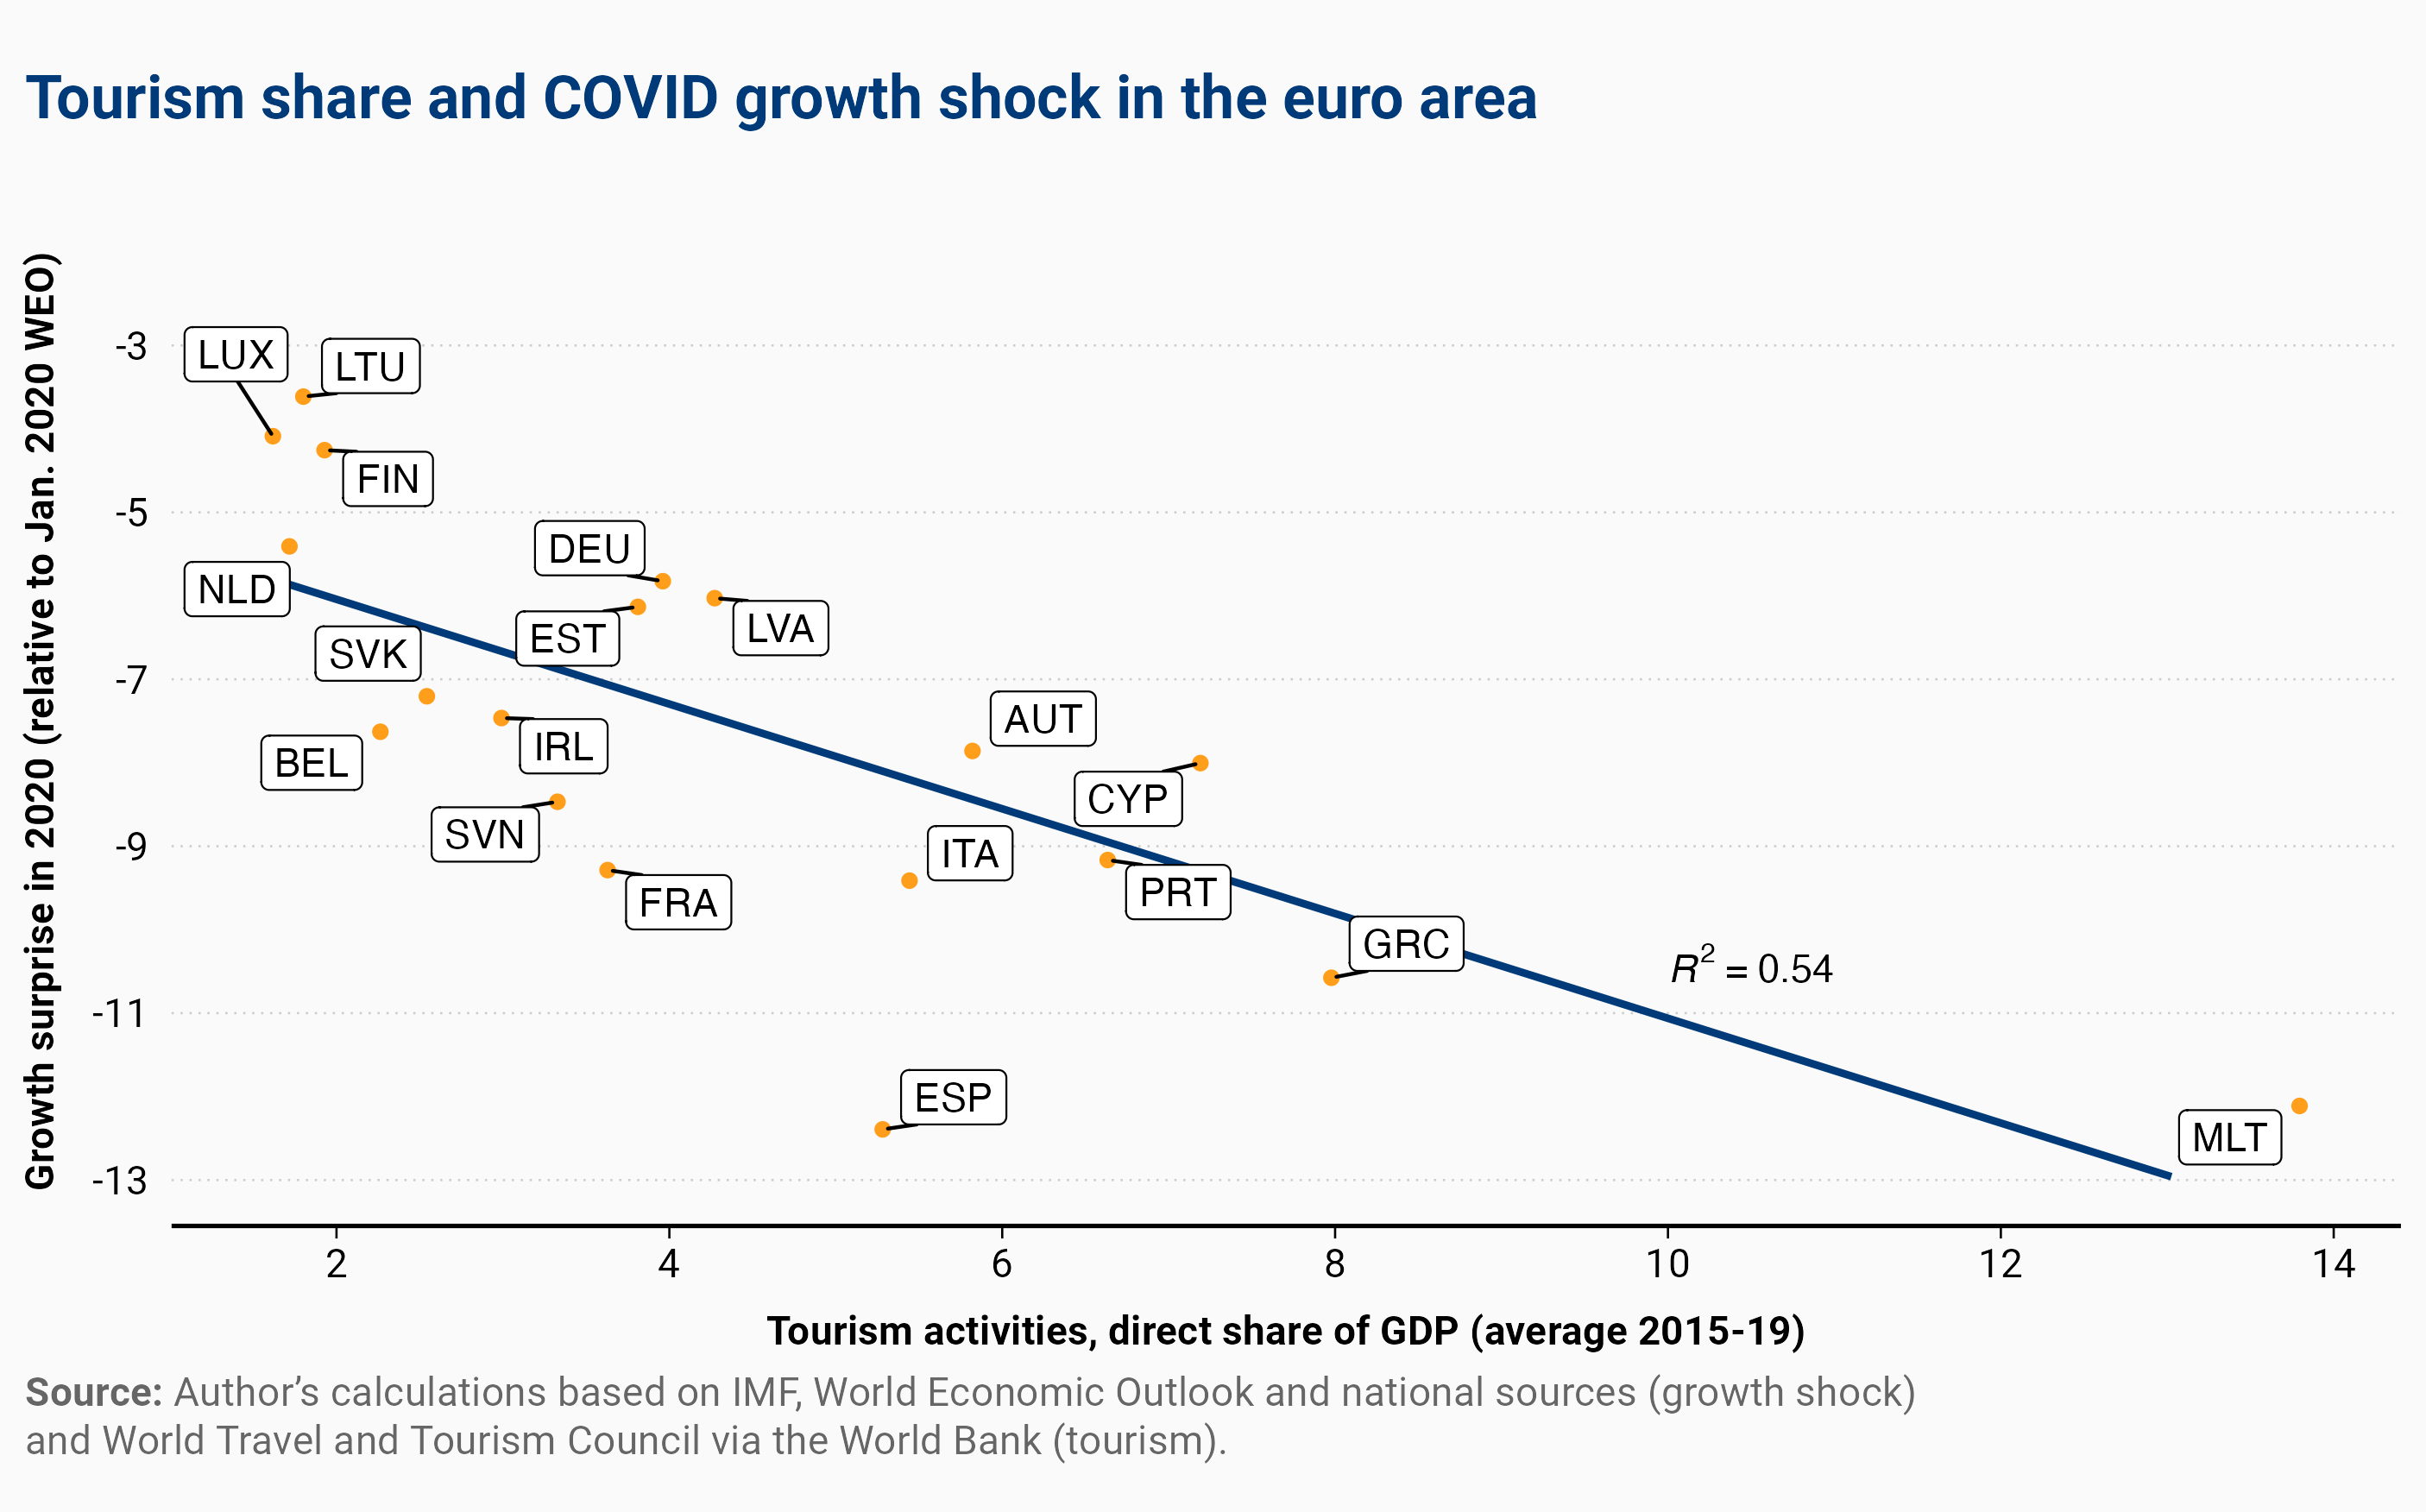 Tourism share and COVID growth shock in the euro area
Growth surprise in 2020 (relative to Jan. 2020 WEO)
-3
-5
-7
-9
-11
-13
LUX
LTU
FIN
NLD
DEU
EST
LVA
SVK
BEL
IRL
SVN
FRA
AUT
CYP
ITA
PRT
GRC
ESP
MLT
R² = 0.54
2
4
6
8
10
12
14
Tourism activities, direct share of GDP (average 2015-19)
Source: Author’s calculations based on IMF, World Economic Outlook and national sources (growth shock)
and World Travel and Tourism Council via the World Bank (tourism).